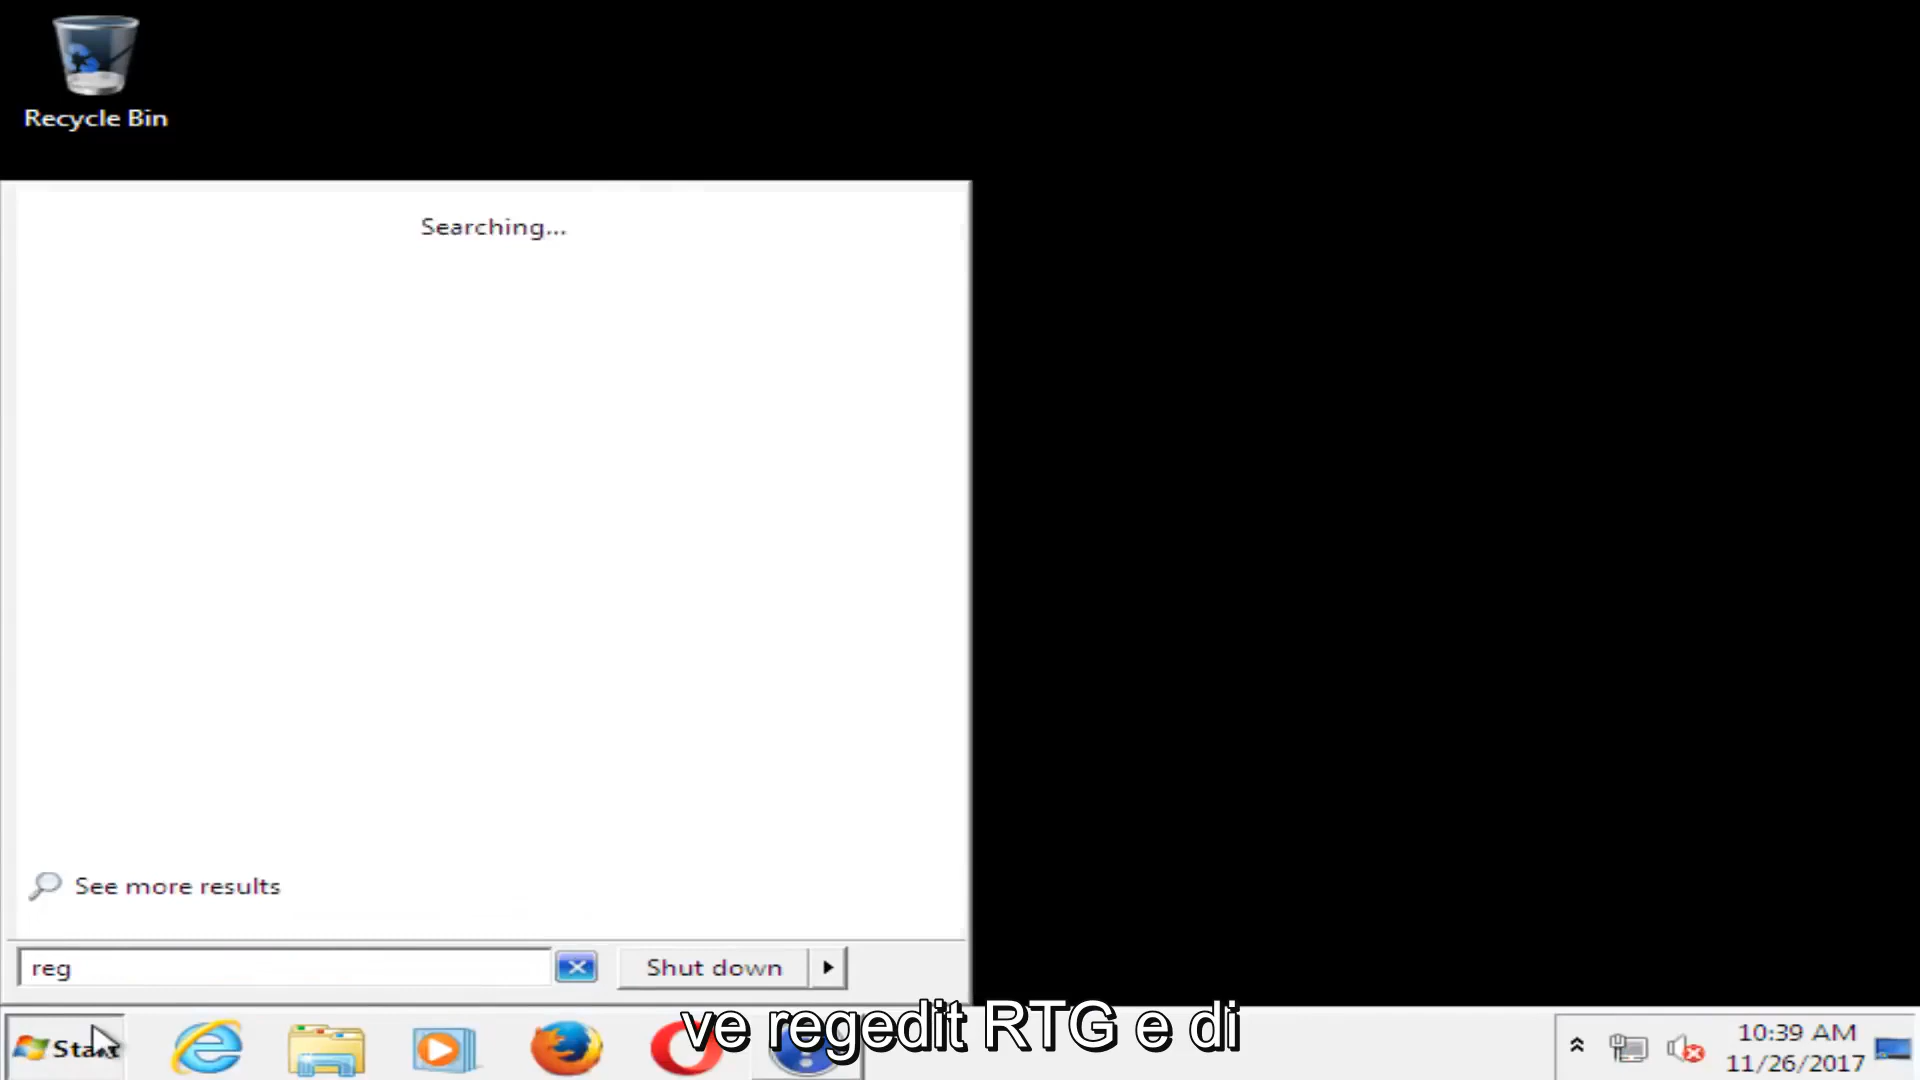 Recycle Bin
Searching...
See more results
reg
Shut down
ve regedit RTG e di
Start
10:39 AM
11/26/2017